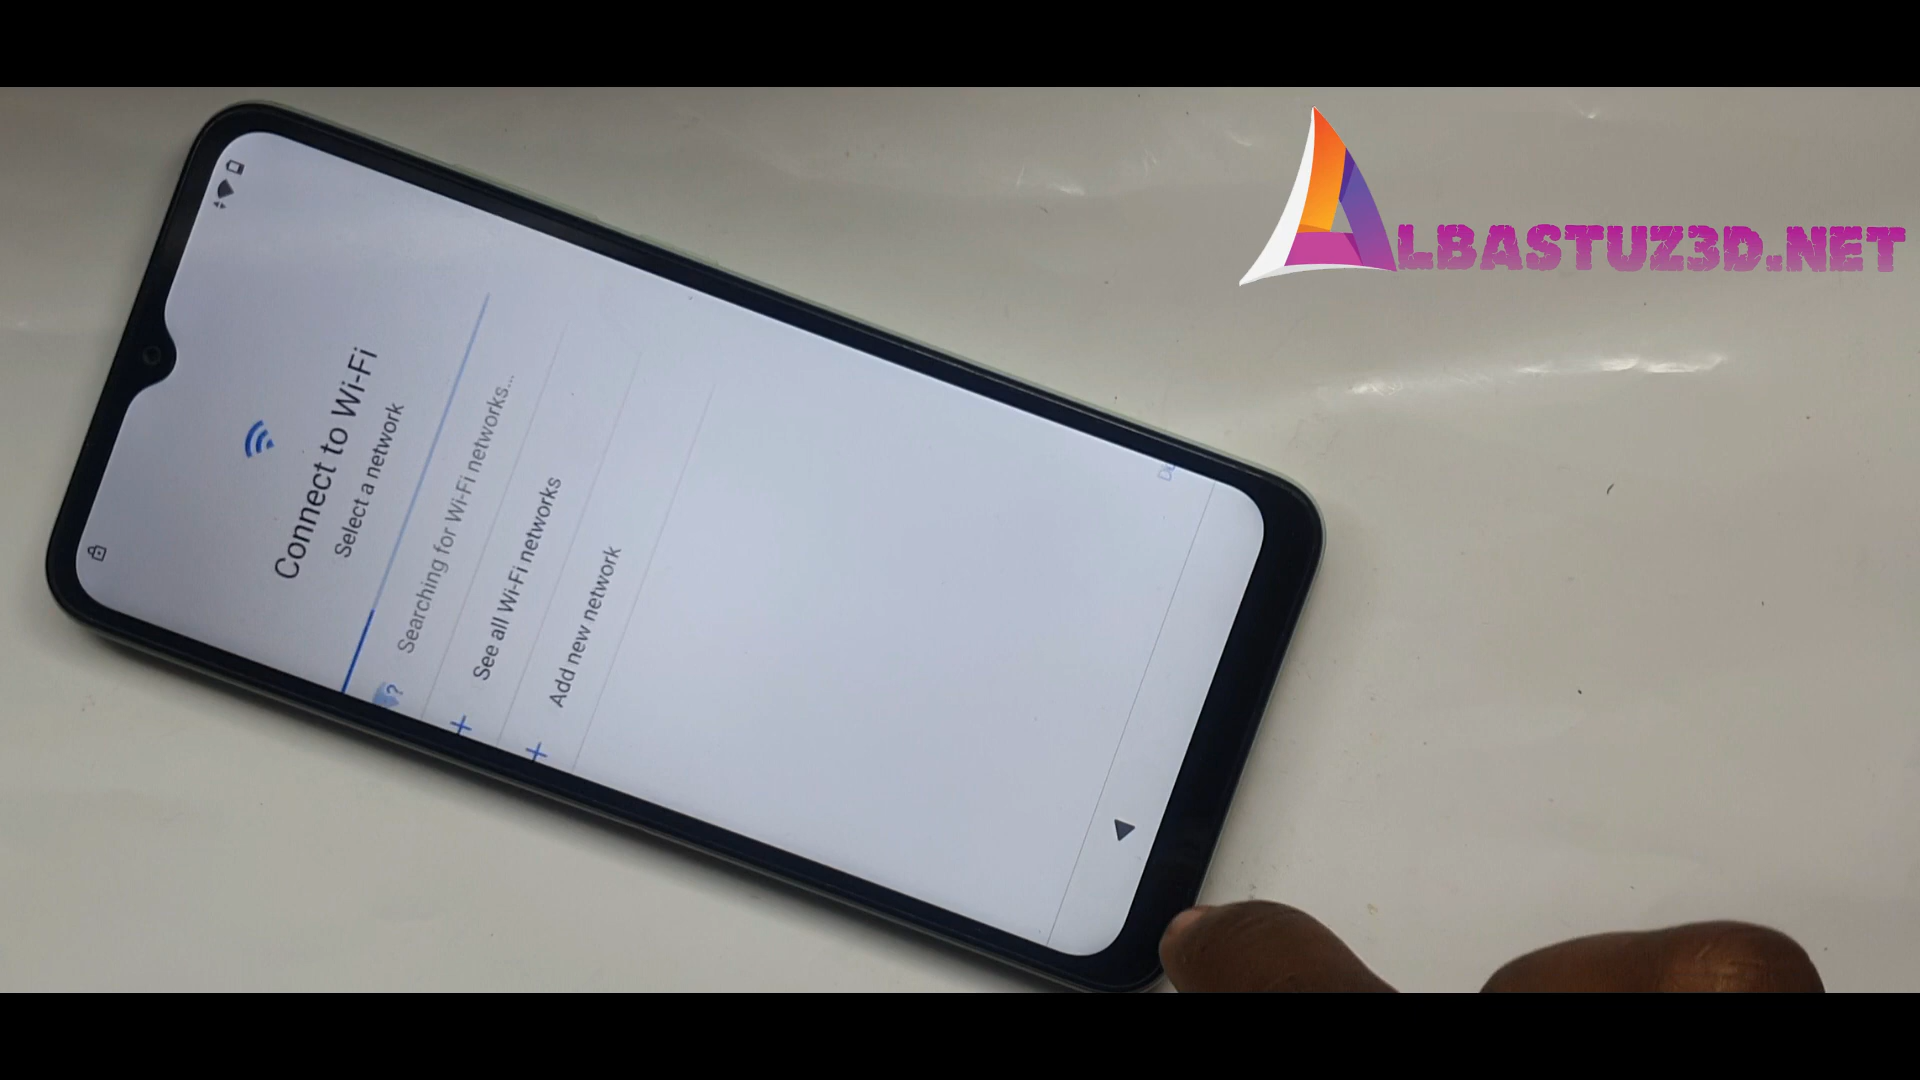 ALBASTUZ3D.NET
Connect to Wi-Fi
Select a network
Searching for Wi-Fi networks...
?
See all Wi-Fi networks
+
Add new network
+